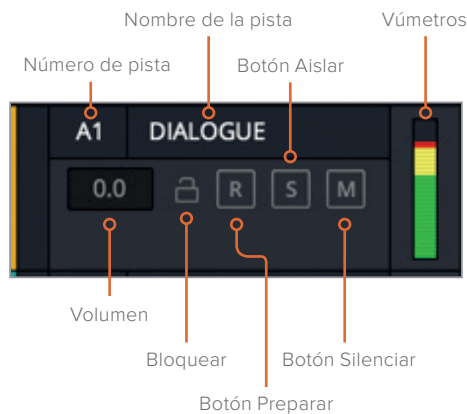 Nombre de la pista
Vúmetros
Número de pista
Botón Aislar
A1 DIALOGUE
0.0 R S M
Volumen
Bloquear
Botón Silenciar
Botón Preparar